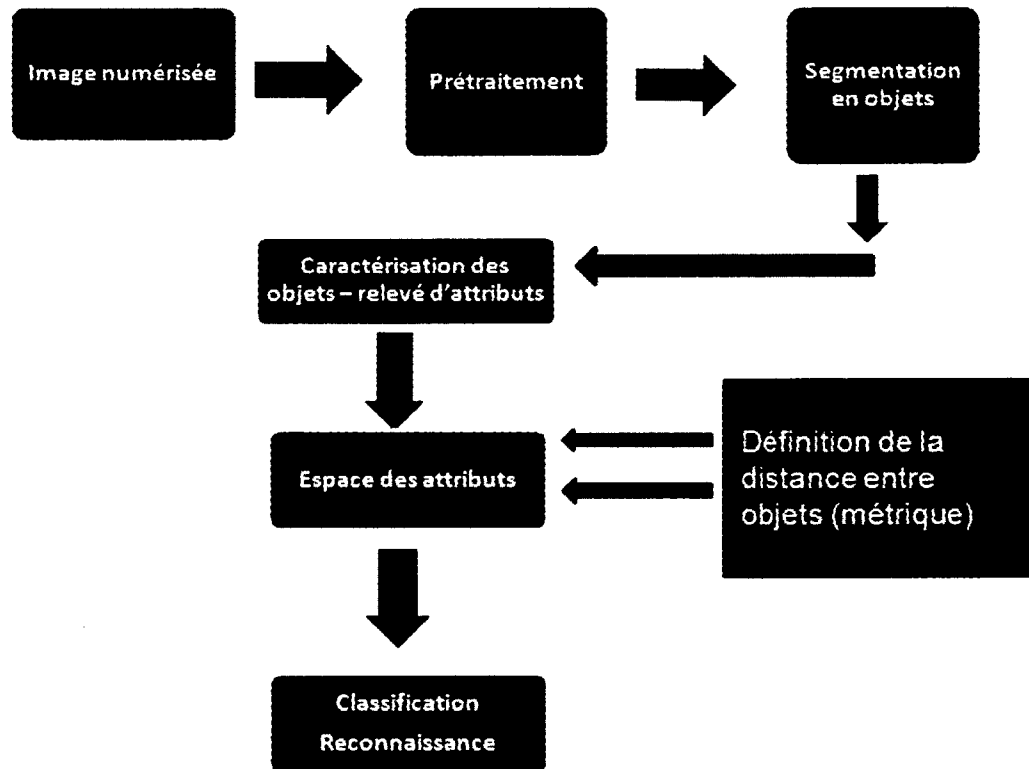 Image numérisée
Prétraitement
Segmentation
en objets
Caractérisation des
objets – relevé d'attributs
Espace des attributs
Définition de la
distance entre
objets (métrique)
Classification
Reconnaissance